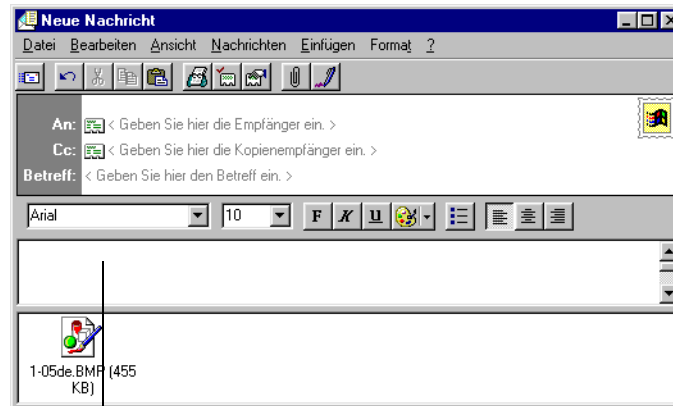 Neue Nachricht
Datei Bearbeiten Ansicht Nachrichten Einfügen Format ?
An: < Geben Sie hier die Empfänger ein. >
Cc: < Geben Sie hier die Kopienempfänger ein. >
Betreff: < Geben Sie hier den Betreff ein. >
Arial 10 F K U
1-05de.BMP (455
KB)